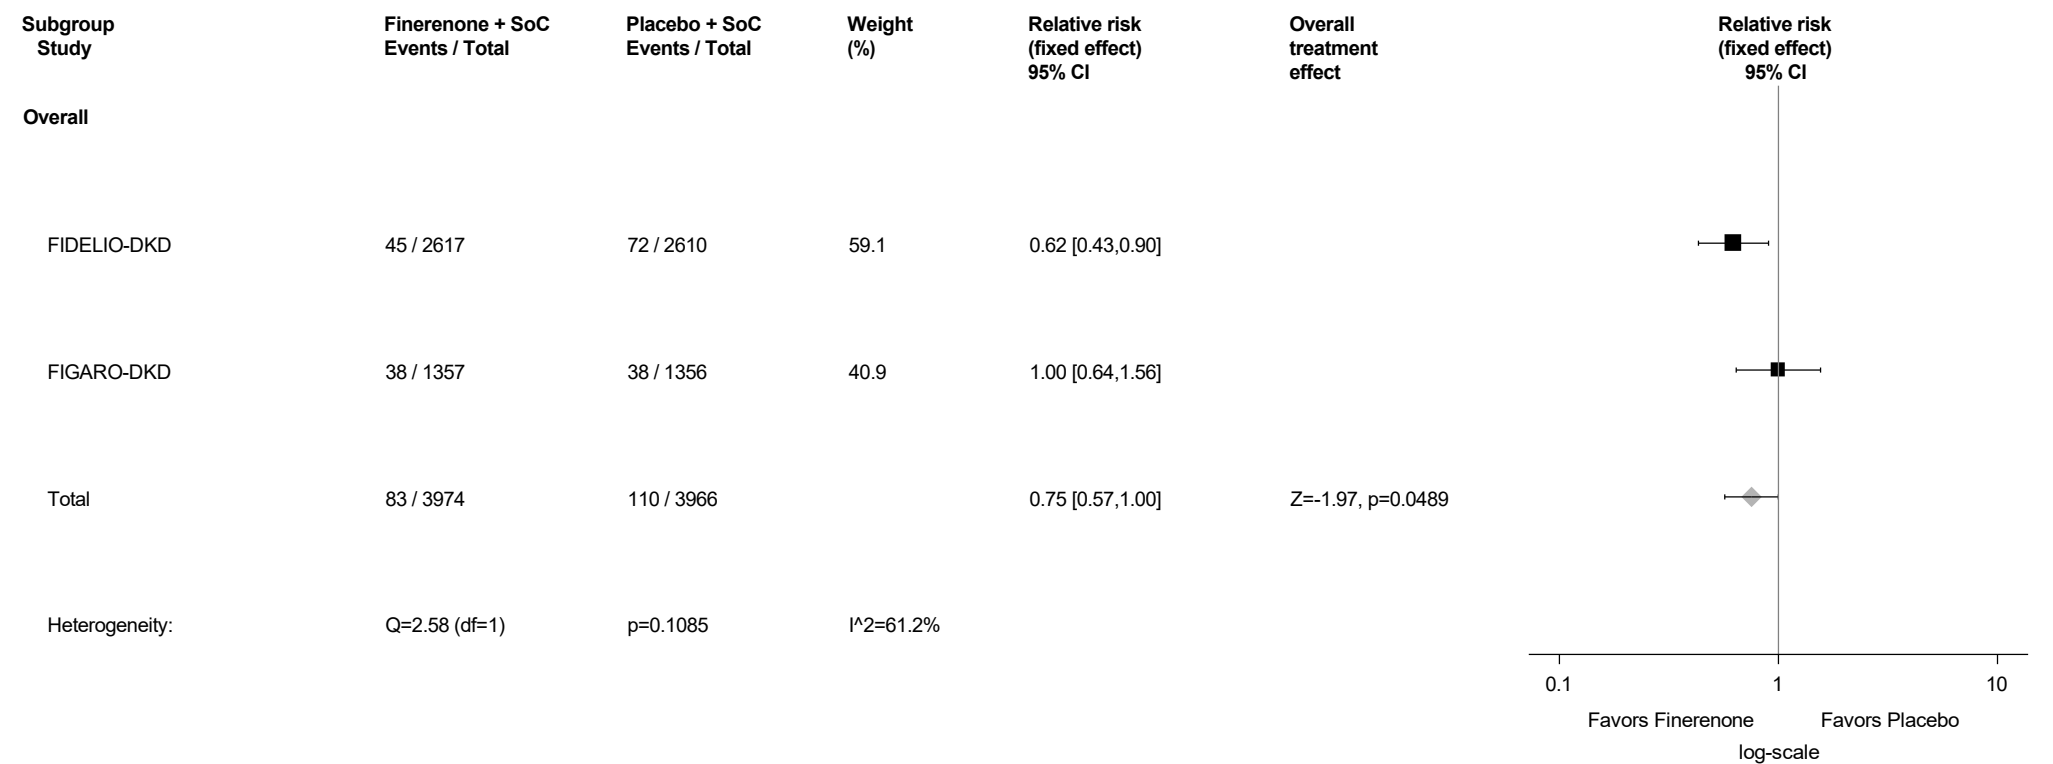 Subgroup Finerenone + SoC Placebo + SoC Weight Relative risk Overall Relative risk
Study Events / Total Events / Total (%) (fixed effect) treatment (fixed effect)
95% CI effect 95% CI
Overall
FIDELIO-DKD 45 / 2617 72 / 2610 59.1 0.62 [0.43,0.90]
FIGARO-DKD 38 / 1357 38 / 1356 40.9 1.00 [0.64,1.56]
Total 83 / 3974 110 / 3966 0.75 [0.57,1.00] Z=-1.97, p=0.0489
Heterogeneity: Q=2.58 (df=1) p=0.1085 I^2=61.2%
0.1 1 10
Favors Finerenone Favors Placebo
log-scale